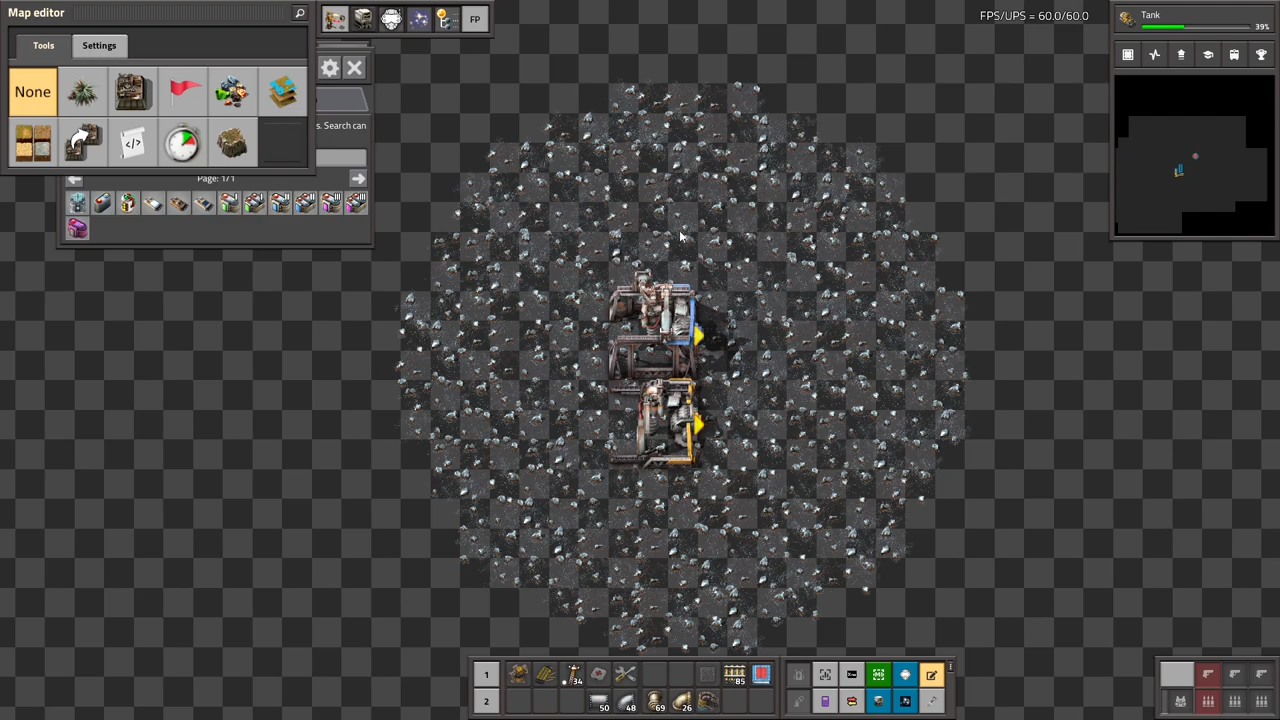 Map editor
FP
FPS/UPS = 60.0/60.0
Tank
39%
Tools
Settings
None
s. Search can
</>
Page: 1/1
1
34
85
2
50
48
69
26